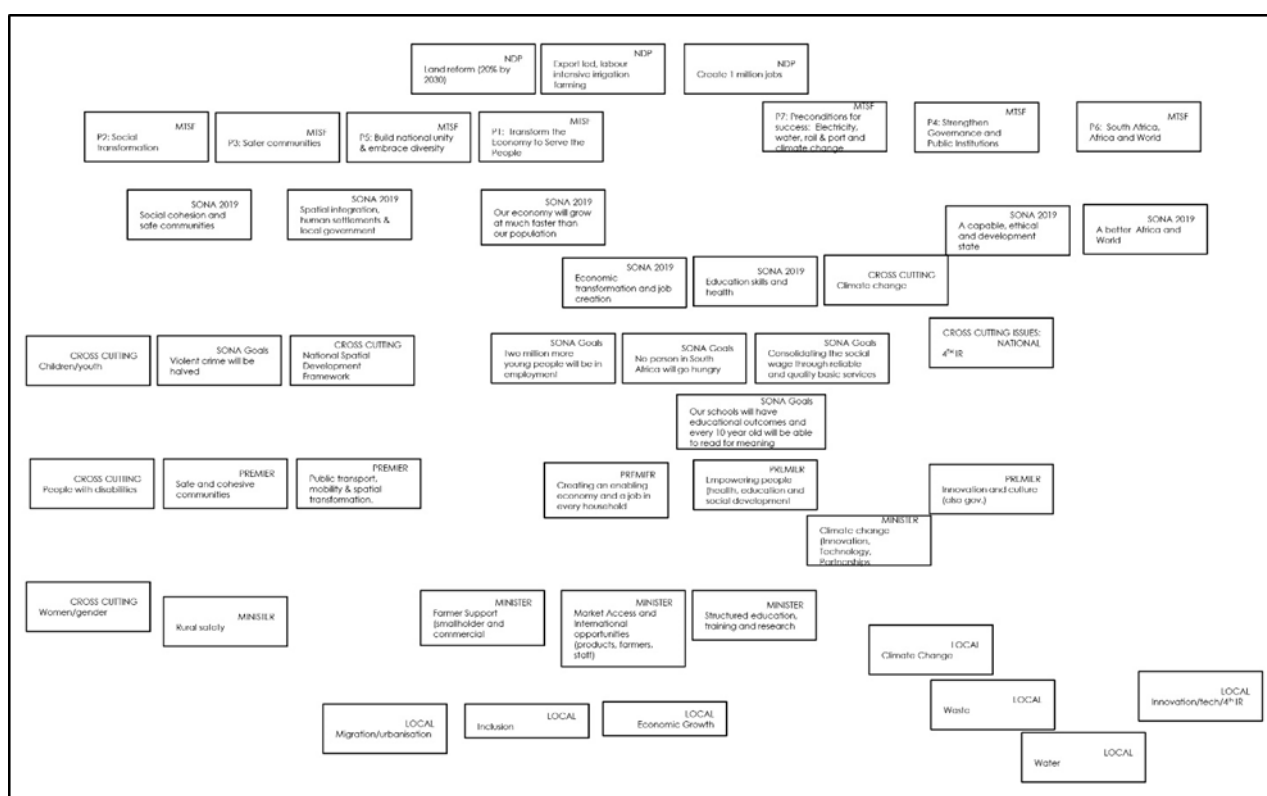 NDP
Land reform (20% by
2030)
NDP
Export led, labour
intensive irrigation
farming
NDP
Create 1 million jobs
MTSF
P2: Social
transformation
MTSF
P3: Safer communities
MTSF
P5: Build national unity
& embrace diversity
MTSF
P1: Transform the
Economy to Serve the
People
MTSF
P7: Preconditions for
success: Electricity,
water, rail & port and
climate change
MTSF
P4: Strengthen
Governance and
Public Institutions
MTSF
P6: South Africa,
Africa and World
SONA 2019
Social cohesion and
safe communities
SONA 2019
Spatial integration,
human settlements &
local government
SONA 2019
Our economy will grow
at much faster than
our population
SONA 2019
A capable, ethical
and development
state
SONA 2019
A better Africa and
World
SONA 2019
Economic
transformation and job
creation
SONA 2019
Education skills and
health
CROSS CUTTING
Climate change
CROSS CUTTING
Children/youth
SONA Goals
Violent crime will be
halved
CROSS CUTTING
National Spatial
Development
Framework
SONA Goals
Two million more
young people will be in
employment
SONA Goals
No person in South
Africa will go hungry
SONA Goals
Consolidating the social
wage through reliable
and quality basic services
CROSS CUTTING ISSUES:
NATIONAL
4TH IR
SONA Goals
Our schools will have
educational outcomes and
every 10 year old will be able
to read for meaning
CROSS CUTTING
People with disabilities
PREMIER
Safe and cohesive
communities
PREMIER
Public transport,
mobility & spatial
transformation.
PREMIER
Creating an enabling
economy and a job in
every household
PREMIER
Empowering people
(health, education and
social development
PREMIER
Innovation and culture
(also gov.)
MINISTER
Climate change
(Innovation,
Technology,
Partnerships
CROSS CUTTING
Women/gender
MINISTER
Rural safety
MINISTER
Farmer Support
(smallholder and
commercial
MINISTER
Market Access and
International
opportunities
(products, farmers,
staff)
MINISTER
Structured education,
training and research
LOCAL
Climate Change
LOCAL
Waste
LOCAL
Innovation/tech/4th IR
LOCAL
Migration/urbanisation
LOCAL
Inclusion
LOCAL
Economic Growth
LOCAL
Water